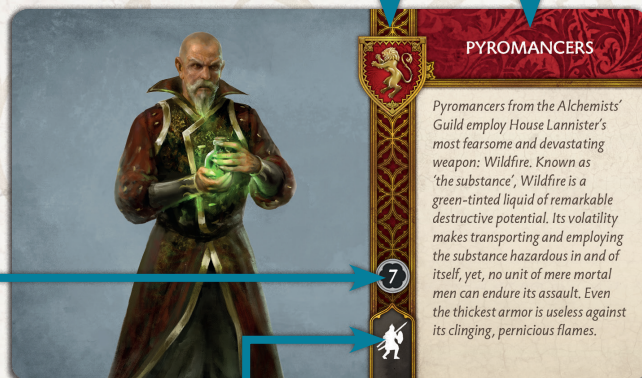 PYROMANCERS
Pyromancers from the Alchemists’
Guild employ House Lannister’s
most fearsome and devastating
weapon: Wildfire. Known as
‘the substance’, Wildfire is a
green-tinted liquid of remarkable
destructive potential. Its volatility
makes transporting and employing
the substance hazardous in and of
itself, yet, no unit of mere mortal
men can endure its assault. Even
the thickest armor is useless against
its clinging, pernicious flames.
7